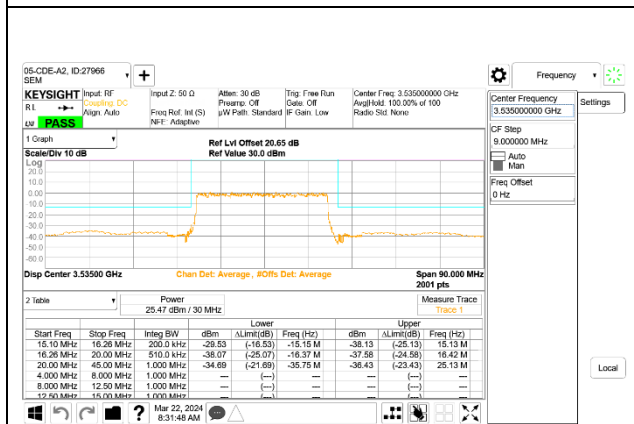 05-CDE-A2, ID:27966
SEM
+
Frequency
KEYSIGHT Input: RF Input Z: 50 Ω Atten: 30 dB Trig: Free Run Center Freq: 3.535000000 GHz
RL Coupling: DC Preamp: Off Gate: Off Avg|Hold: 100.00% of 100
Align: Auto Freq Ref: Int (S) µW Path: Standard IF Gain: Low Radio Std: None
NFE: Adaptive
PASS
Center Frequency
3.535000000 GHz
Settings
CF Step
9.000000 MHz
Auto
Man
Freq Offset
0 Hz
Local
1 Graph
Scale/Div 10 dB
Ref Lvl Offset 20.65 dB
Ref Value 30.0 dBm
Log
20.0
10.0
0.00
-10.0
-20.0
-30.0
-40.0
-50.0
-60.0
Disp Center 3.53500 GHz Chan Det: Average, #Offs Det: Average Span 90.000 MHz
2001 pts
2 Table
Power
25.47 dBm / 30 MHz
Measure Trace
Trace 1
Lower Upper
Start Freq Stop Freq Integ BW dBm ΔLimit(dB) Freq (Hz) dBm ΔLimit(dB) Freq (Hz)
15.10 MHz 16.26 MHz 200.0 kHz -29.53 (-16.53) -15.15 M -38.13 (-25.13) 15.13 M
16.26 MHz 20.00 MHz 510.0 kHz -38.07 (-25.07) -16.37 M -37.58 (-24.58) 16.42 M
20.00 MHz 45.00 MHz 1.000 MHz -34.69 (-21.69) -35.75 M -36.43 (-23.43) 25.13 M
4.000 MHz 8.000 MHz 1.000 MHz --- (---) --- --- (---) ---
8.000 MHz 12.50 MHz 1.000 MHz --- (---) --- --- (---) ---
12.50 MHz 15.00 MHz 1.000 MHz --- (---) --- --- (---) ---
?
Mar 22, 2024
8:31:48 AM